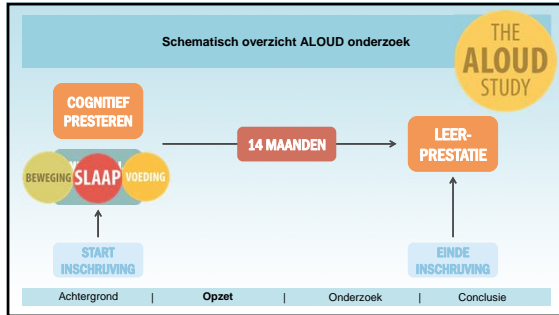 Schematisch overzicht ALOUD onderzoek
THE
ALOUD
STUDY
COGNITIEF
PRESTEREN
14 MAANDEN
LEER-
PRESTATIE
BEWEGING SLAAP VOEDING
START
INSCHRIJVING
EINDE
INSCHRIJVING
Achtergrond | Opzet | Onderzoek | Conclusie